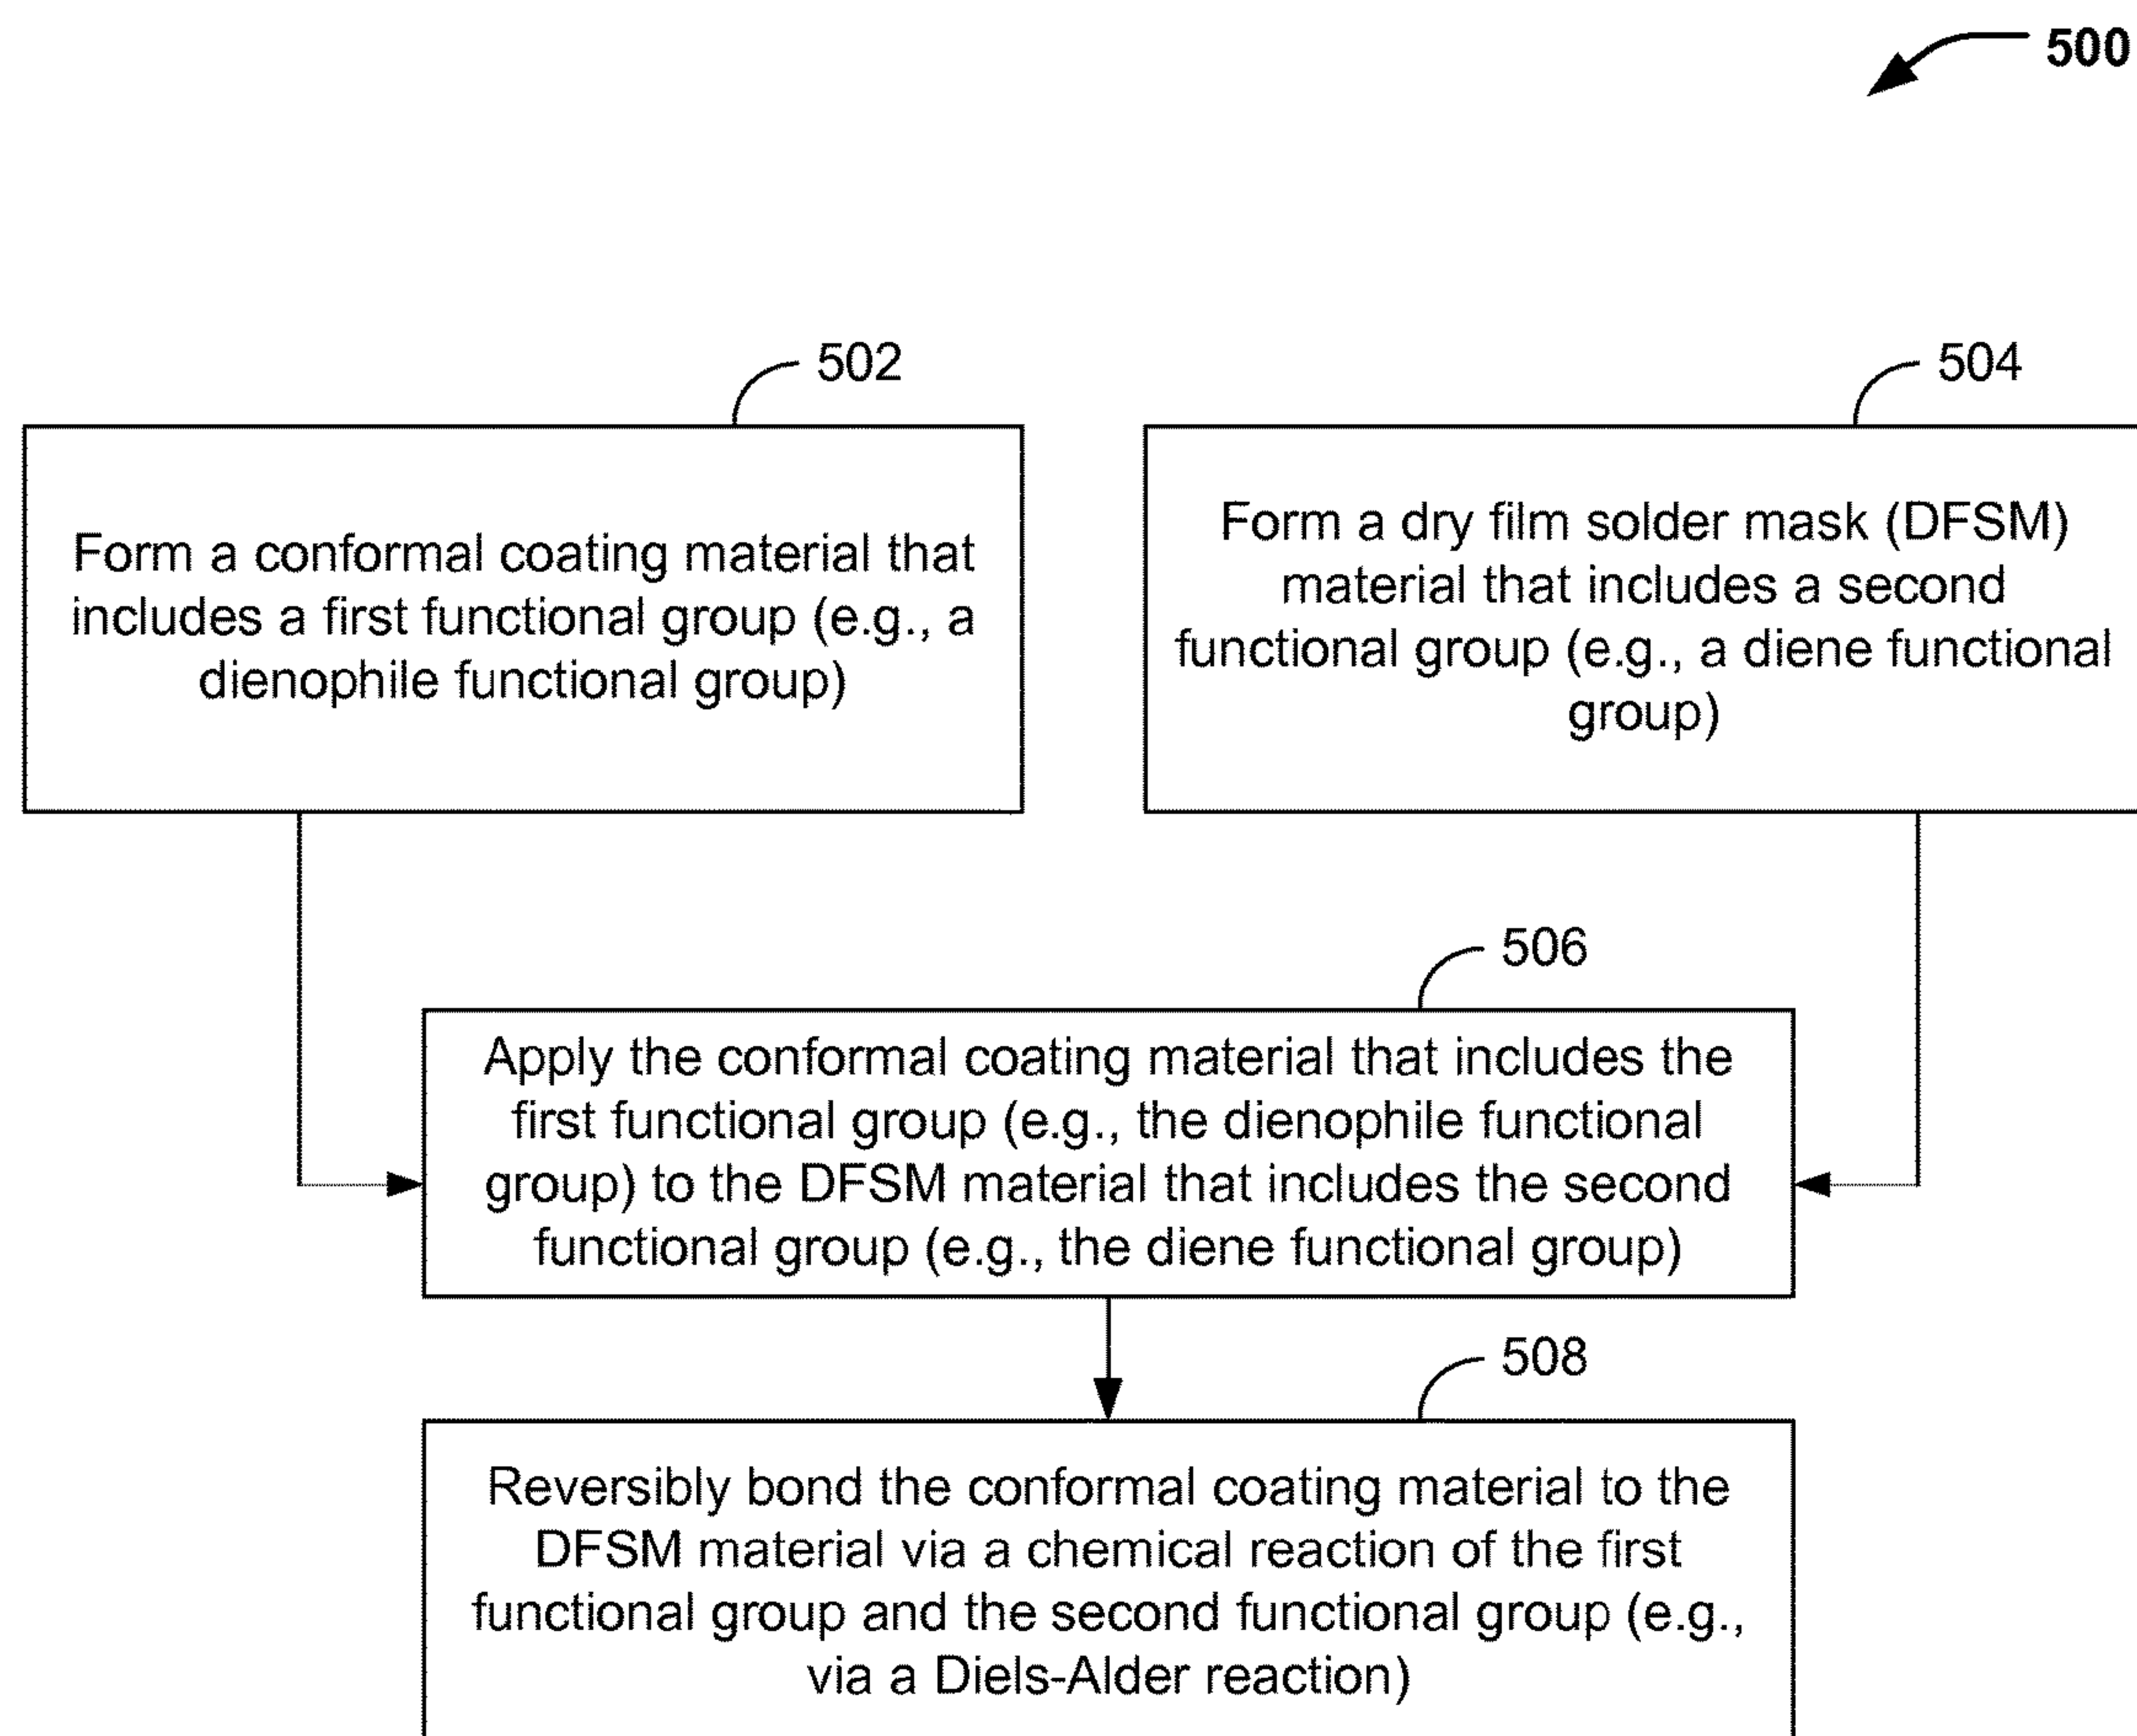 500
502
504
Form a conformal coating material that
includes a first functional group (e.g., a
dienophile functional group)
Form a dry film solder mask (DFSM)
material that includes a second
functional group (e.g., a diene functional
group)
506
Apply the conformal coating material that includes the
first functional group (e.g., the dienophile functional
group) to the DFSM material that includes the second
functional group (e.g., the diene functional group)
508
Reversibly bond the conformal coating material to the
DFSM material via a chemical reaction of the first
functional group and the second functional group (e.g.,
via a Diels-Alder reaction)